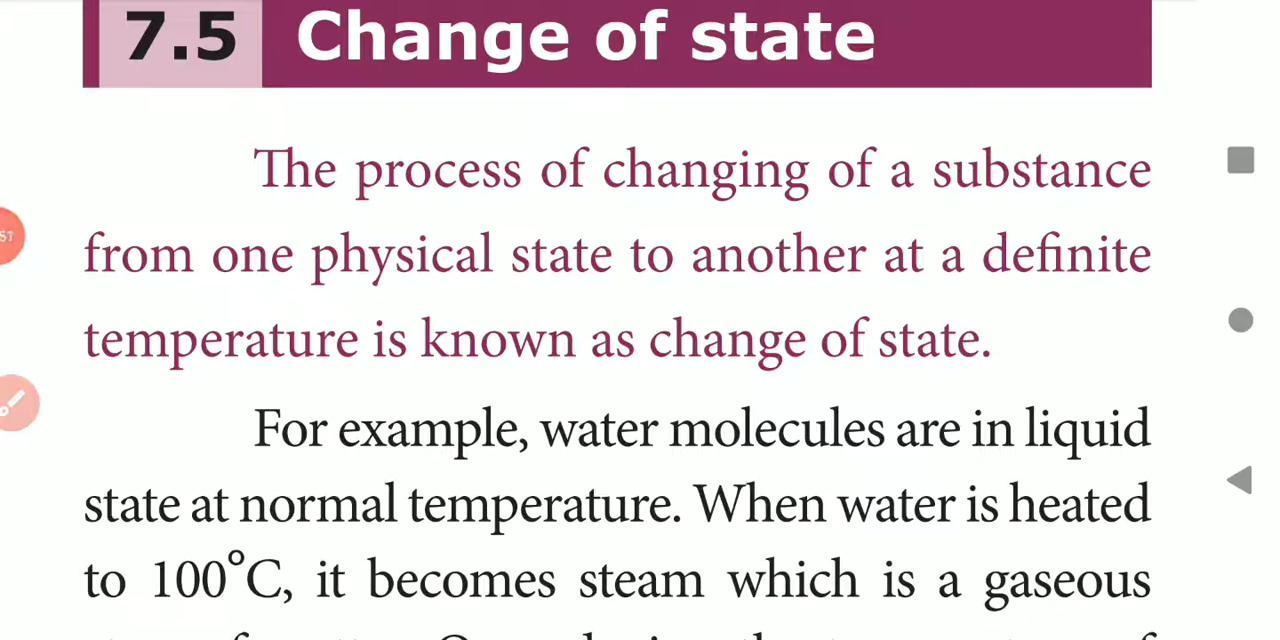 7.5 Change of state
The process of changing of a substance
from one physical state to another at a definite
temperature is known as change of state.
For example, water molecules are in liquid
state at normal temperature. When water is heated
to 100°C, it becomes steam which is a gaseous